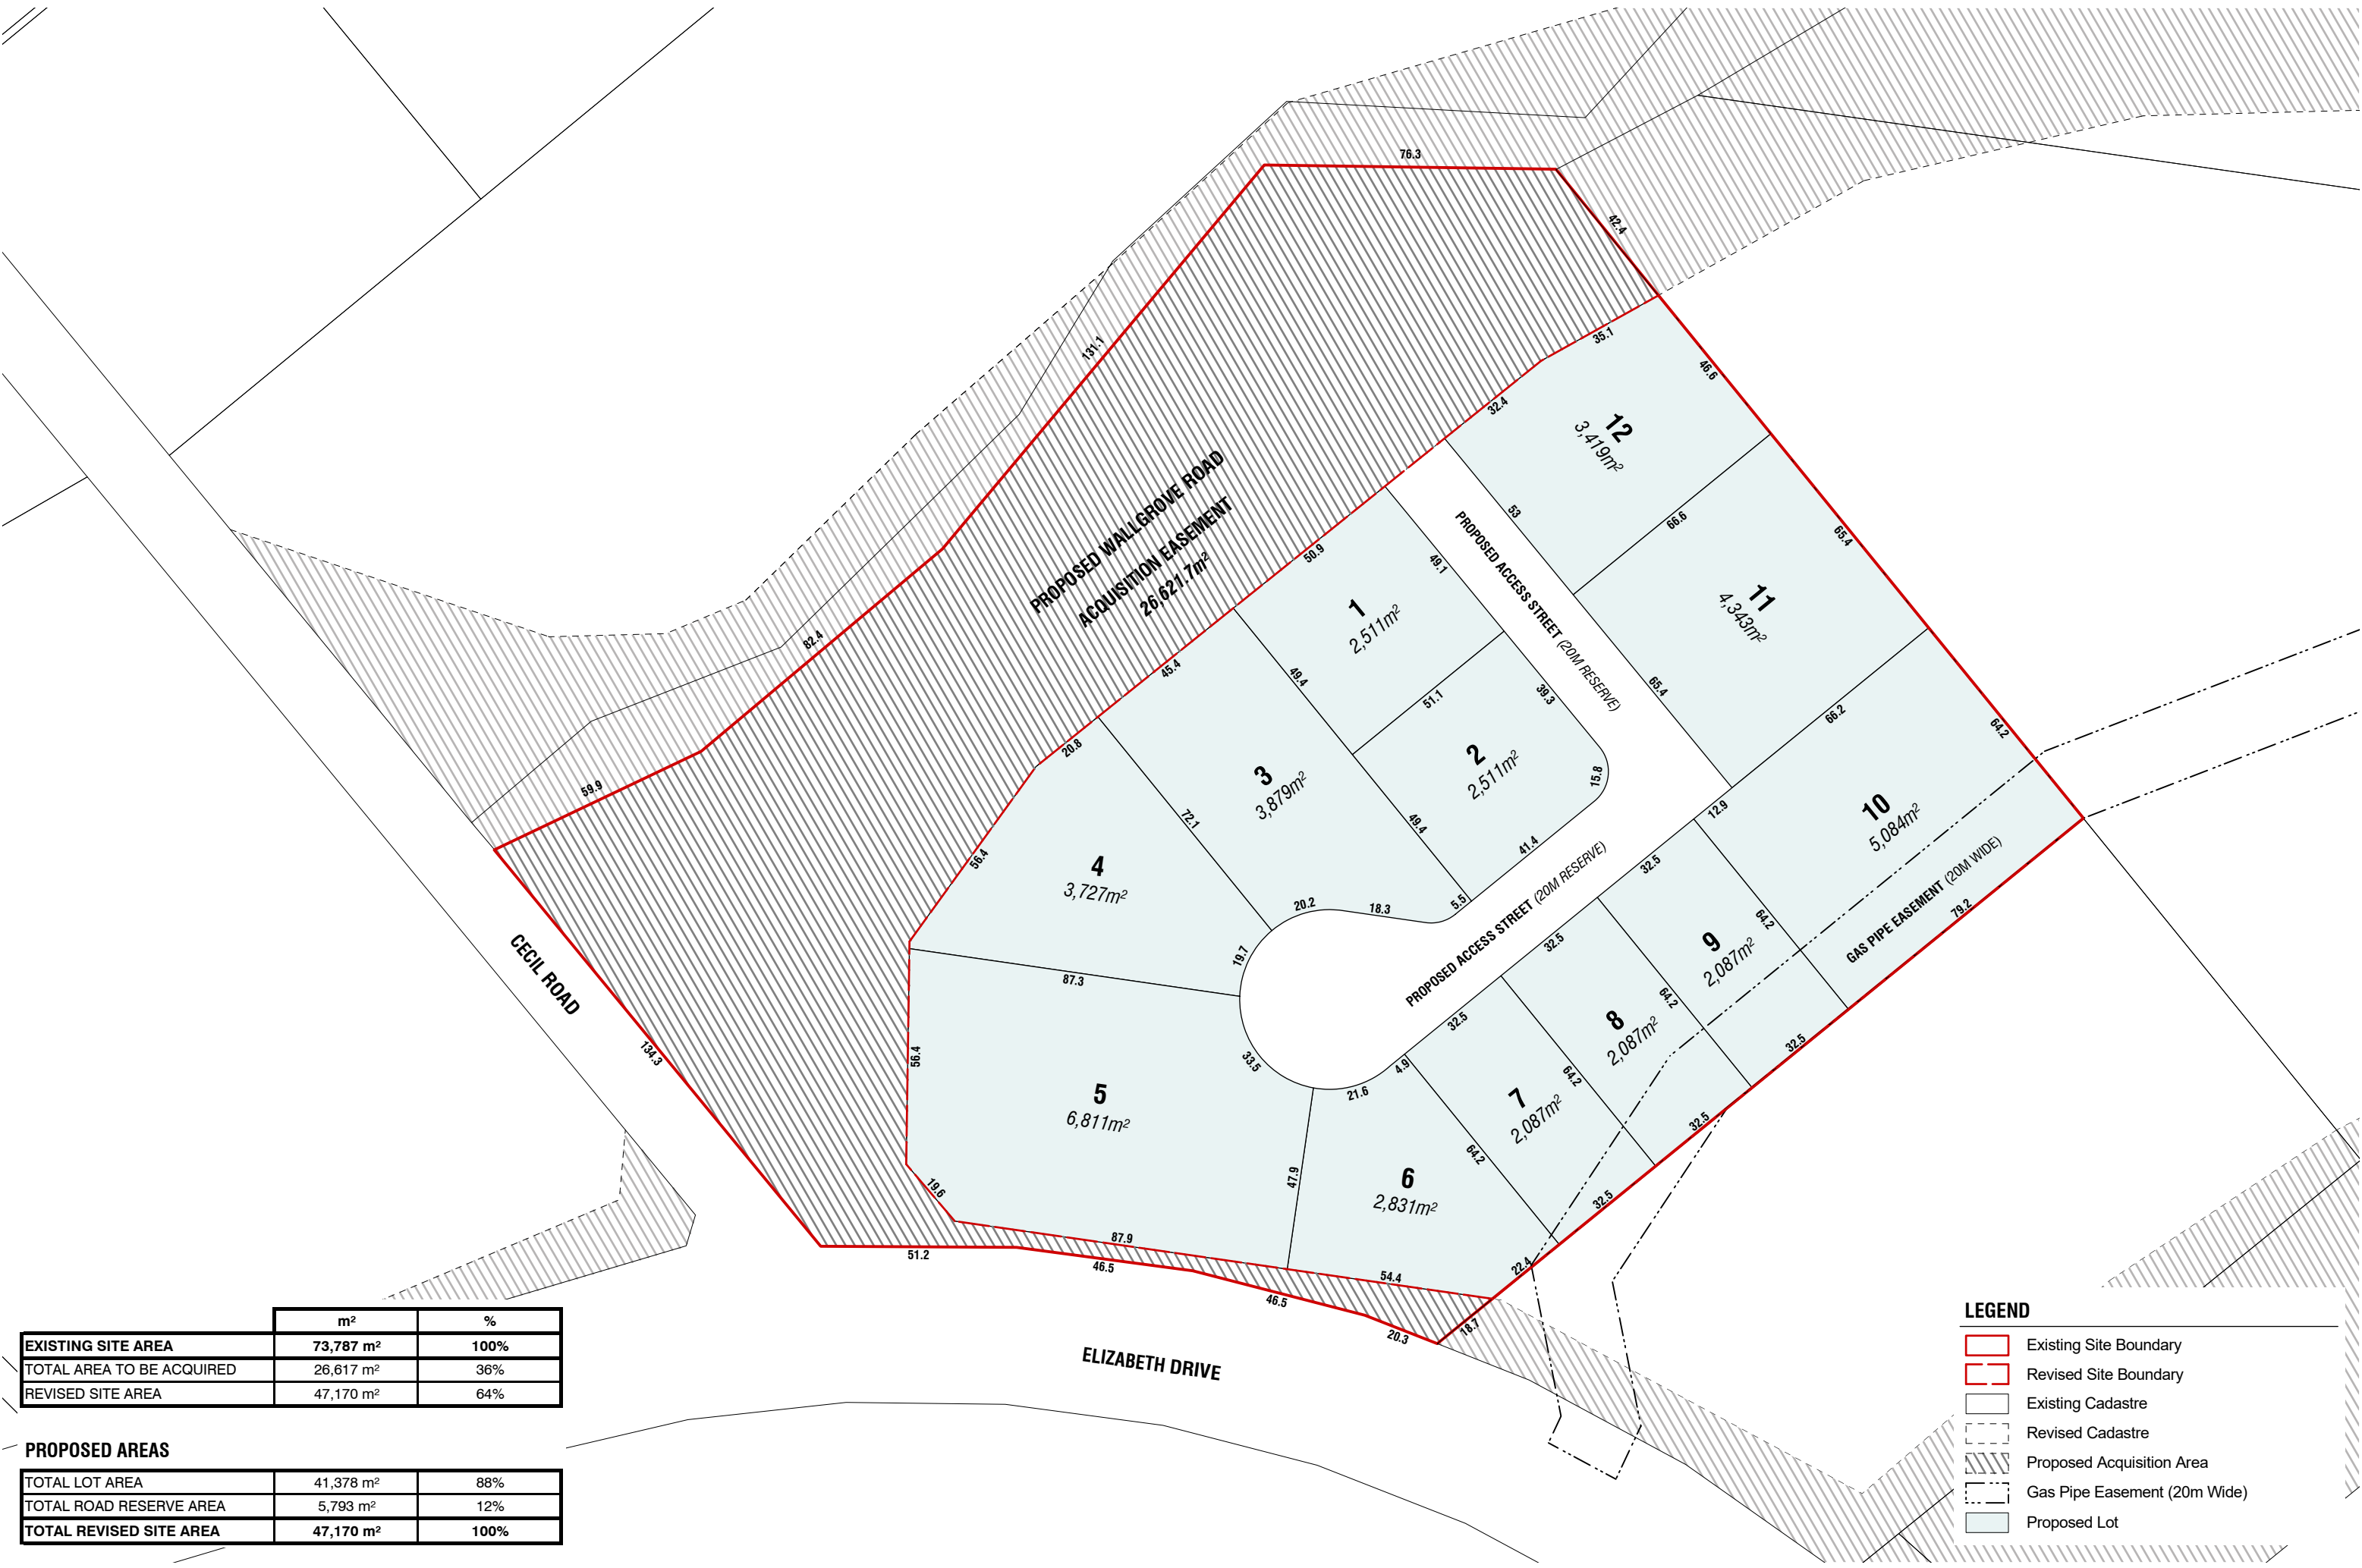 76.3
42.4
131.1
35.1
46.6
32.4
12
3,419m²
PROPOSED WALLGROVE ROAD
ACQUISITION EASEMENT
26,621.7m²
53
66.6
65.4
50.9
49.1
PROPOSED ACCESS STREET (20M RESERVE)
11
4,343m²
1
2,511m²
82.4
45.4
49.4
51.1
39.3
65.4
66.2
64.2
20.8
59.9
2
2,511m²
15.8
3
3,879m²
72.1
49.4
41.4
12.9
10
5,084m²
56.4
4
3,727m²
32.5
PROPOSED ACCESS STREET (20M RESERVE)
GAS PIPE EASEMENT (20M WIDE)
79.2
20.2
18.3
5.5
64.2
9
2,087m²
32.5
19.7
CECIL ROAD
87.3
64.2
8
2,087m²
32.5
134.3
56.4
33.5
32.5
4.9
21.6
64.2
7
2,087m²
5
6,811m²
32.5
64.2
47.9
6
2,831m²
32.5
19.6
87.9
51.2
46.5
54.4
22.4
46.5
20.3
18.7
ELIZABETH DRIVE
m² %
EXISTING SITE AREA 73,787 m² 100%
TOTAL AREA TO BE ACQUIRED 26,617 m² 36%
REVISED SITE AREA 47,170 m² 64%
PROPOSED AREAS
TOTAL LOT AREA 41,378 m² 88%
TOTAL ROAD RESERVE AREA 5,793 m² 12%
TOTAL REVISED SITE AREA 47,170 m² 100%
LEGEND
Existing Site Boundary
Revised Site Boundary
Existing Cadastre
Revised Cadastre
Proposed Acquisition Area
Gas Pipe Easement (20m Wide)
Proposed Lot